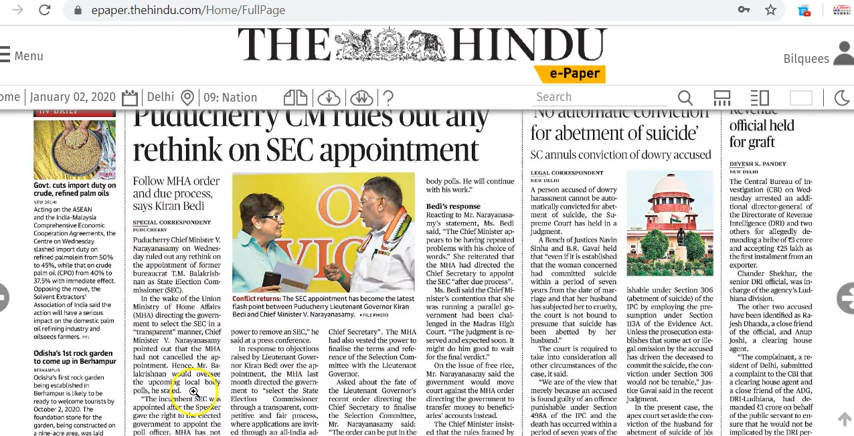 epaper.thehindu.com/Home/FullPage
Menu
THE HINDU
e-Paper
Bilquees
ome
January 02, 2020
Delhi
09: Nation
Search
IN BRIEF
Govt. cuts import duty on
crude, refined palm oils
NEW DELHI
Acting on the ASEAN
and the India-Malaysia
Comprehensive Economic
Cooperation Agreements, the
Centre on Wednesday
slashed import duty on
refined palmolein from 50%
to 45%, while that on crude
palm oil (CPO) from 40% to
37.5% with immediate effect.
Opposing the move, the
Solvent Extractors'
Association of India said the
action will have a serious
impact on the domestic palm
oil refining industry and
oilseeds farmers. PTI
Odisha's 1st rock garden
to come up in Berhampur
BERHAMPUR
Odisha's first rock garden
being established in
Berhampur is likely to be
ready to welcome tourists by
October 2, 2020. The
foundation stone for the
garden, being constructed on
a nine-acre area, was laid
Puducherry CM rules out any
rethink on SEC appointment
Follow MHA order
and due process,
says Kiran Bedi
SPECIAL CORRESPONDENT
PUDUCHERRY
Puducherry Chief Minister V.
Narayanasamy on Wednes-
day ruled out any rethink on
the appointment of former
bureaucrat T.M. Balakrish-
nan as State Election Com-
missioner (SEC).
In the wake of the Union
Ministry of Home Affairs
(MHA) directing the govern-
ment to select the SEC in a
"transparent" manner, Chief
Minister V. Narayanasamy
pointed out that the MHA
had not cancelled the ap-
pointment. However, Mr. Ba-
lakrishnan would oversee
the upcoming local body
polls, he stated.
"The incumbent SEC was
appointed after the Speaker
gave the right to the elected
government to appoint the
poll officer. MHA has not
Conflict returns: The SEC appointment has become the latest
flash point between Puducherry Lieutenant Governor Kiran
Bedi and Chief Minister V. Narayanasamy. FILE PHOTO
power to remove an SEC," he
said at a press conference.
In response to objections
raised by Lieutenant Gover-
nor Kiran Bedi over the ap-
pointment, the MHA last
month directed the govern-
ment to "select the State
Election Commissioner
through a transparent, com-
petitive and fair process,
where applications are invit-
ed through an all-India ad-
Chief Secretary". The MHA
had also vested the power to
finalise the terms and refe-
rence of the Selection Com-
mittee with the Lieutenant
Governor.
Asked about the fate of
the Lieutenant Governor's
recent order directing the
Chief Secretary to finalise
the Selection Committee,
Mr. Narayanasamy said:
"The order can be put in the
body polls. He will continue
with his work."
Bedi's response
Reacting to Mr. Narayanasa-
my's statement, Ms. Bedi
said, "The Chief Minister ap-
pears to be having repeated
problems with his choice of
words." She reiterated that
the MHA had directed the
Chief Secretary to appoint
the SEC "after due process".
Ms. Bedi said the Chief Mi-
nister's contention that she
was running a parallel go-
vernment had been chal-
lenged in the Madras High
Court. "The judgment is re-
served and expected soon. It
might do him good to wait
for the final verdict."
On the issue of free rice,
Mr. Narayanasamy said the
government would move
court against the MHA order
directing the government to
transfer money to benefici-
aries' accounts instead.
The Chief Minister insist-
ed that the rules framed by
'No automatic conviction
for abetment of suicide'
SC annuls conviction of dowry accused
LEGAL CORRESPONDENT
NEW DELHI
A person accused of dowry
harassment cannot be auto-
matically convicted for abet-
ment of suicide, the Su-
preme Court has held in a
judgment.
A Bench of Justices Navin
Sinha and B.R. Gavai held
that "even if it is established
that the woman concerned
had committed suicide
within a period of seven
years from the date of mar-
riage and that her husband
has subjected her to cruelty,
the court is not bound to
presume that suicide has
been abetted by her
husband."
The court is required to
take into consideration all
other circumstances of the
case, it said.
"We are of the view that
merely because an accused
is found guilty of an offence
punishable under Section
498A of the IPC and the
death has occurred within a
period of seven years of the
ishable under Section 306
(abetment of suicide) of the
IPC by employing the pre-
sumption under Section
113A of the Evidence Act.
Unless the prosecution esta-
blishes that some act or ille-
gal omission by the accused
has driven the deceased to
commit the suicide, the con-
viction under Section 306
would not be tenable," Jus-
tice Gavai said in the recent
judgment.
In the present case, the
apex court set aside the con-
viction of the husband for
abetment of suicide of his
Revenue
official held
for graft
DEVESH K. PANDEY
NEW DELHI
The Central Bureau of In-
vestigation (CBI) on Wed-
nesday arrested an addi-
tional director-general of
the Directorate of Revenue
Intelligence (DRI) and two
others for allegedly de-
manding a bribe of ₹3 crore
and accepting ₹25 lakh as
the first instalment from an
exporter.
Chander Shekhar, the
senior DRI official, was in-
charge of the agency's Lud-
hiana division.
The other two accused
have been identified as Ra-
jesh Dhanda, a close friend
of the official, and Anup
Joshi, a clearing house
agent.
"The complainant, a re-
sident of Delhi, submitted
a complaint to the CBI that
a clearing house agent and
a close friend of the ADG,
DRI-Ludhiana, had de-
manded ₹3 crore on behalf
of the public servant to en-
sure that he would not be
implicated by the DRI per-